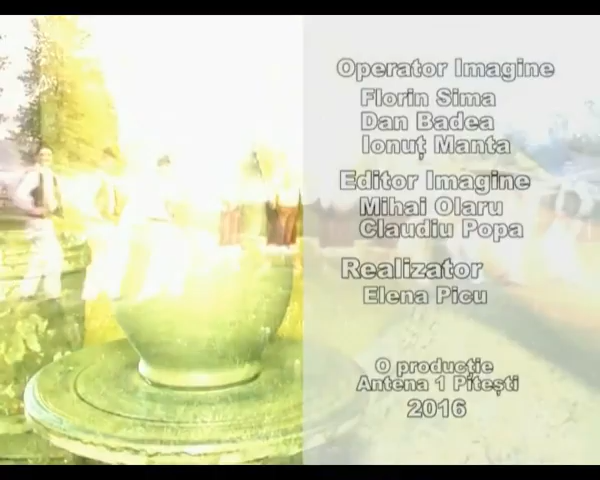 Operator Imagine
Florin Sima
Dan Badea
Ionuț Manta
Editor Imagine
Mihai Olaru
Claudiu Popa
Realizator
Elena Picu
O producție
Antena 1 Pitești
2016